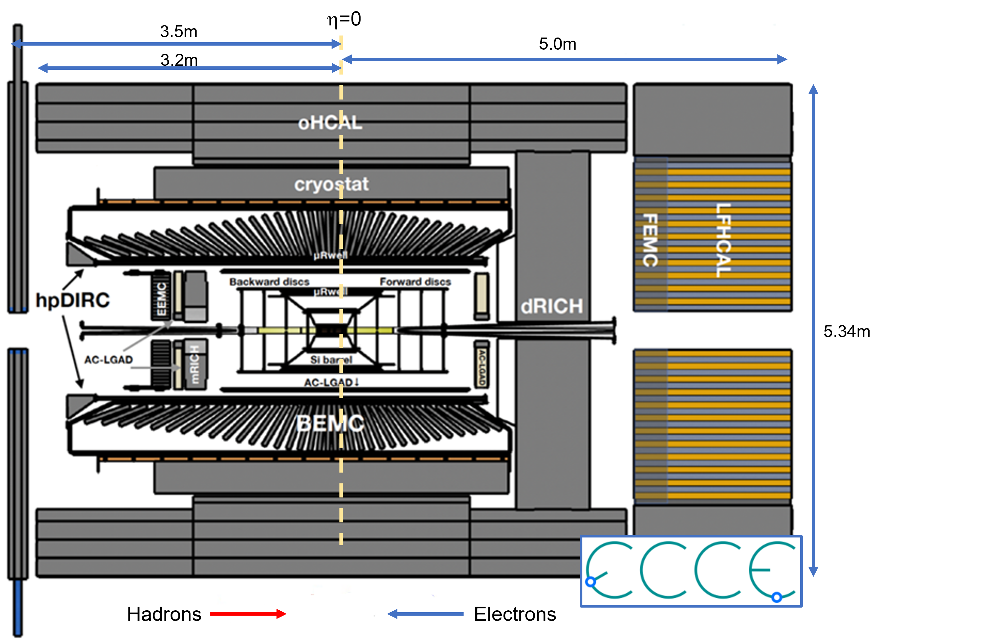 η=0
3.5m
5.0m
3.2m
oHCAL
cryostat
µRwell
Backward discs
Forward discs
µRwell
EEMC
hpDIRC
dRICH
FEMC
LFHCAL
5.34m
AC-LGAD
mRICH
Si barrel
AC-LGAD
AC-LGAD↓
BEMC
ECCE
Hadrons
Electrons